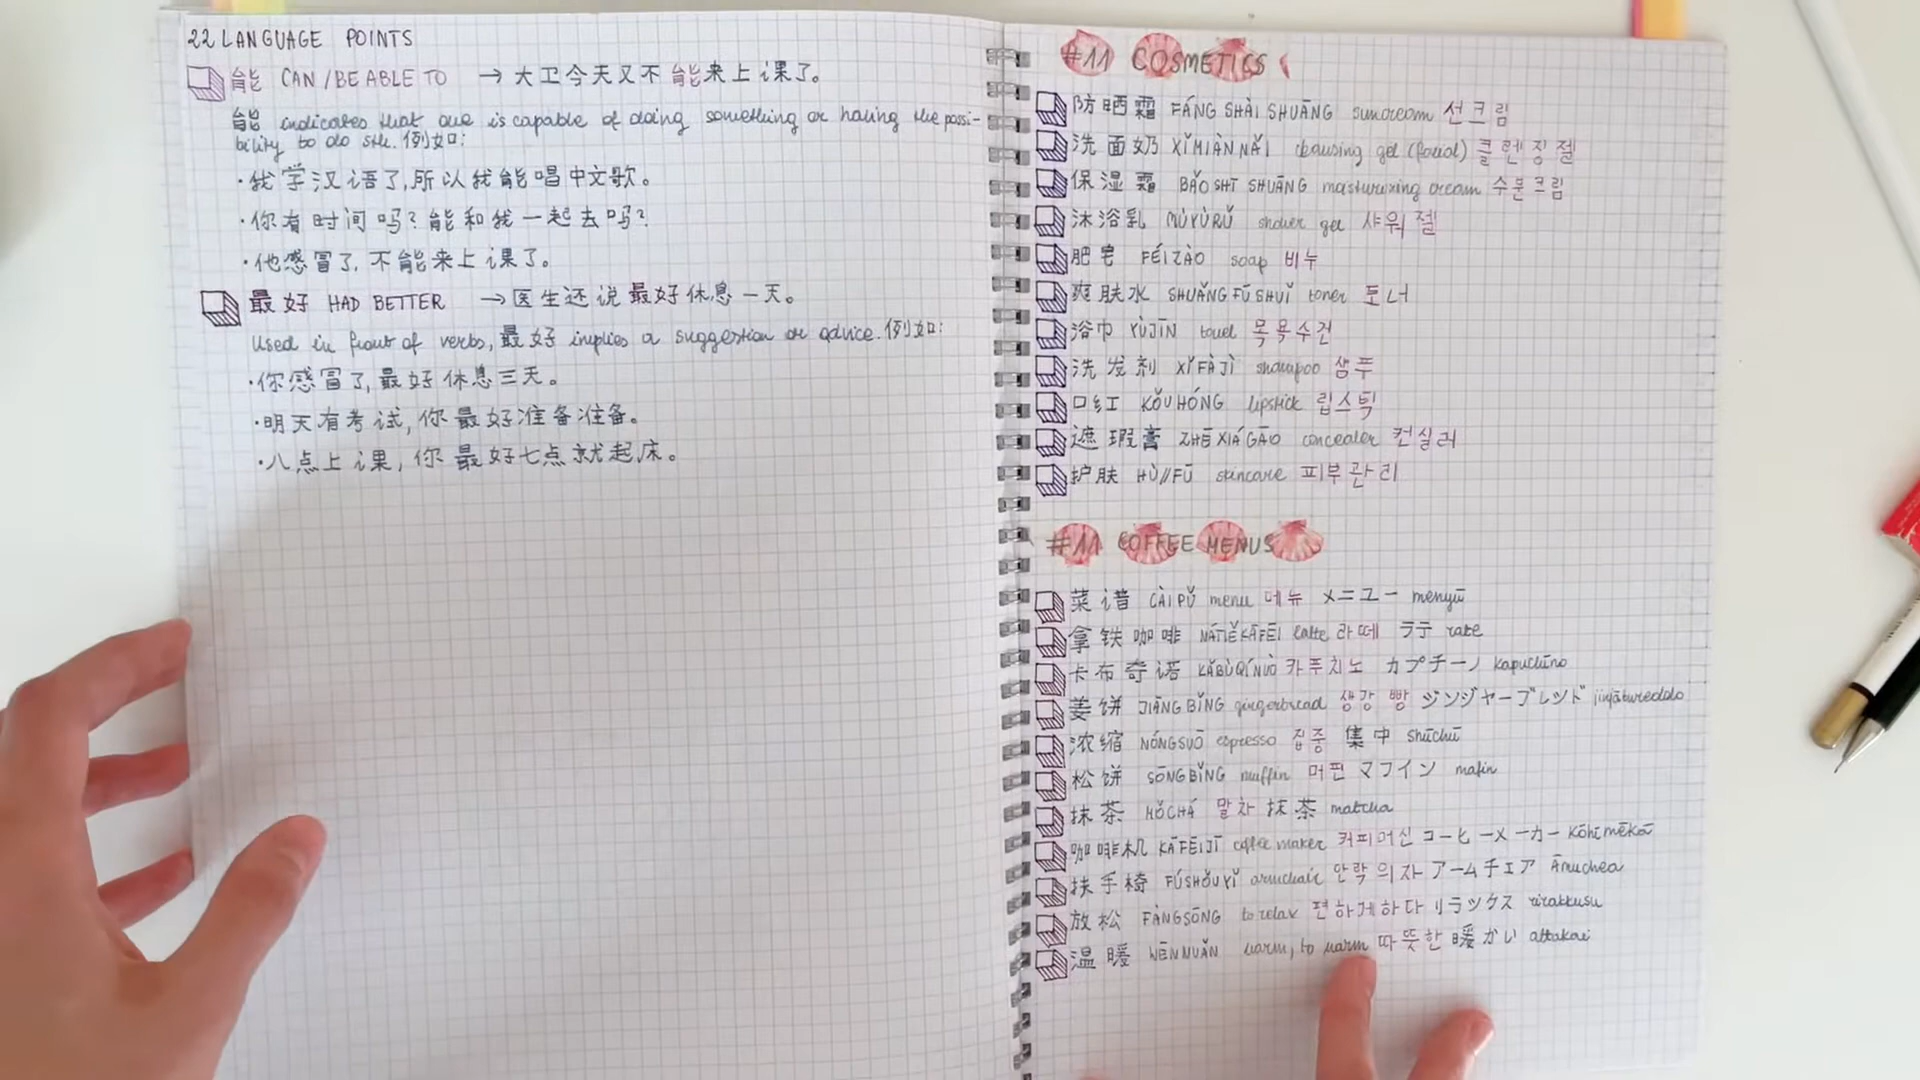 22 LANGUAGE POINTS
能 CAN / BE ABLE TO → 大卫今天又不能来上课了。
能 indicates that one is capable of doing something or having the possi-
bility to do sth. 例如:
· 我学汉语了,所以我能唱中文歌。
· 你有时间吗? 能和我一起去吗?
· 他感冒了, 不能来上课了。
最好 HAD BETTER → 医生还说最好休息一天。
Used in front of verbs, 最好 implies a suggestion or advice. 例如:
· 你感冒了, 最好休息三天。
· 明天有考试, 你最好准备准备。
· 八点上课, 你最好七点就起床。
#11 COSMETICS
防晒霜 FÁNG SHÀI SHUĀNG suncream 선크림
洗面奶 XǏMIÀNNǍI cleansing gel (facial) 클렌징젤
保湿霜 BǍO SHĪ SHUĀNG moisturizing cream 수분크림
沐浴乳 MÙYÙRǓ shower gel 샤워젤
肥皂 FÉIZÀO soap 비누
爽肤水 SHUǍNG FŪ SHUǏ toner 토너
浴巾 YÙJĪN towel 목욕수건
洗发剂 XǏFÀJÌ shampoo 샴푸
口红 KǑUHÓNG lipstick 립스틱
遮瑕膏 ZHĒXIÁGĀO concealer 컨실러
护肤 HÙ//FŪ skincare 피부관리
#11 COFFEE MENUS
菜谱 CÀIPǓ menu 메뉴 メニュー menyū
拿铁咖啡 NÁTIĚKĀFĒI latte 라떼 ラテ rate
卡布奇诺 KǍBÙQÍNUÒ 카푸치노 カプチーノ kapuchīno
姜饼 JIĀNG BǏNG gingerbread 생강 빵 ジンジャーブレッド jinjābureddo
浓缩 NÓNGSUŌ espresso 집중 集中 shūchū
松饼 SŌNGBǏNG muffin 머핀 マフィン mafin
抹茶 MǑCHÁ 말차 抹茶 matcha
咖啡机 KĀFĒIJĪ coffee maker 커피머신 コーヒーメーカー kōhīmēkā
扶手椅 FÚSHǑUYǏ armchair 안락의자 アームチェア Āmuchea
放松 FÀNGSŌNG to relax 편하게하다 リラックス rirakkusu
温暖 WĒNNUǍN warm, to warm 따뜻한 暖かい attakai